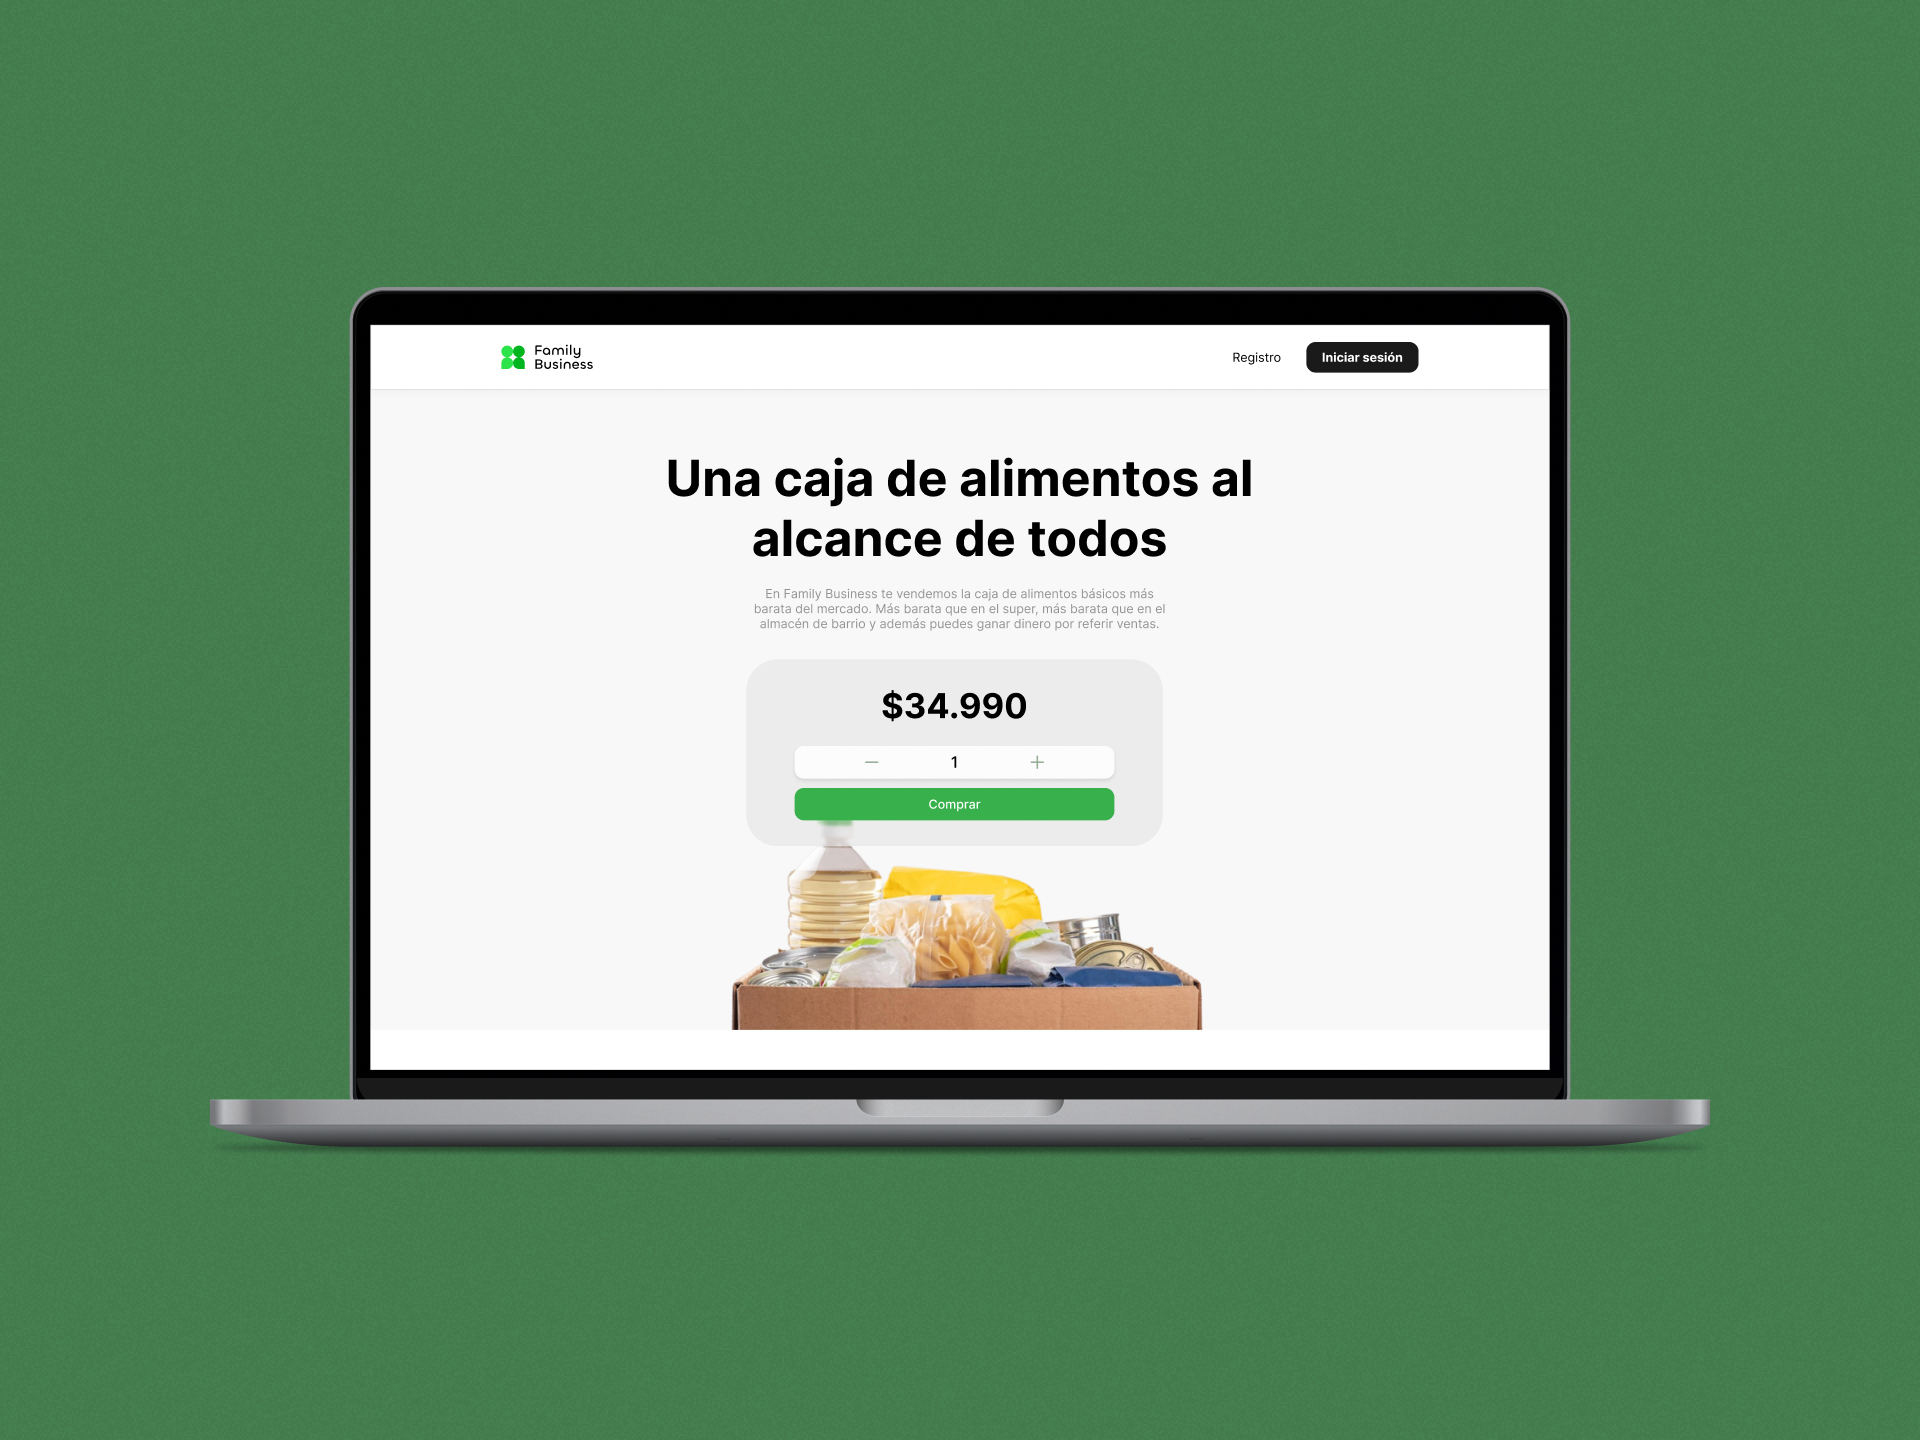 Family
Business
Registro
Iniciar sesión
Una caja de alimentos al
alcance de todos
En Family Business te vendemos la caja de alimentos básicos más
barata del mercado. Más barata que en el super, más barata que en el
almacén de barrio y además puedes ganar dinero por referir ventas.
$34.990
− 1 +
Comprar